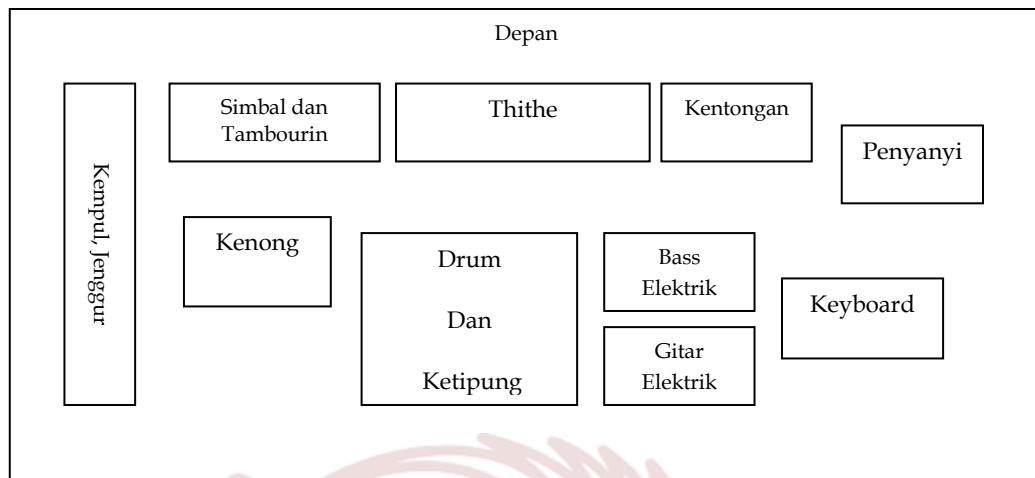 Depan
Simbal dan
Tambourin
Thithe
Kentongan
Penyanyi
Kempul, Jenggur
Kenong
Drum
Dan
Ketipung
Bass
Elektrik
Gitar
Elektrik
Keyboard